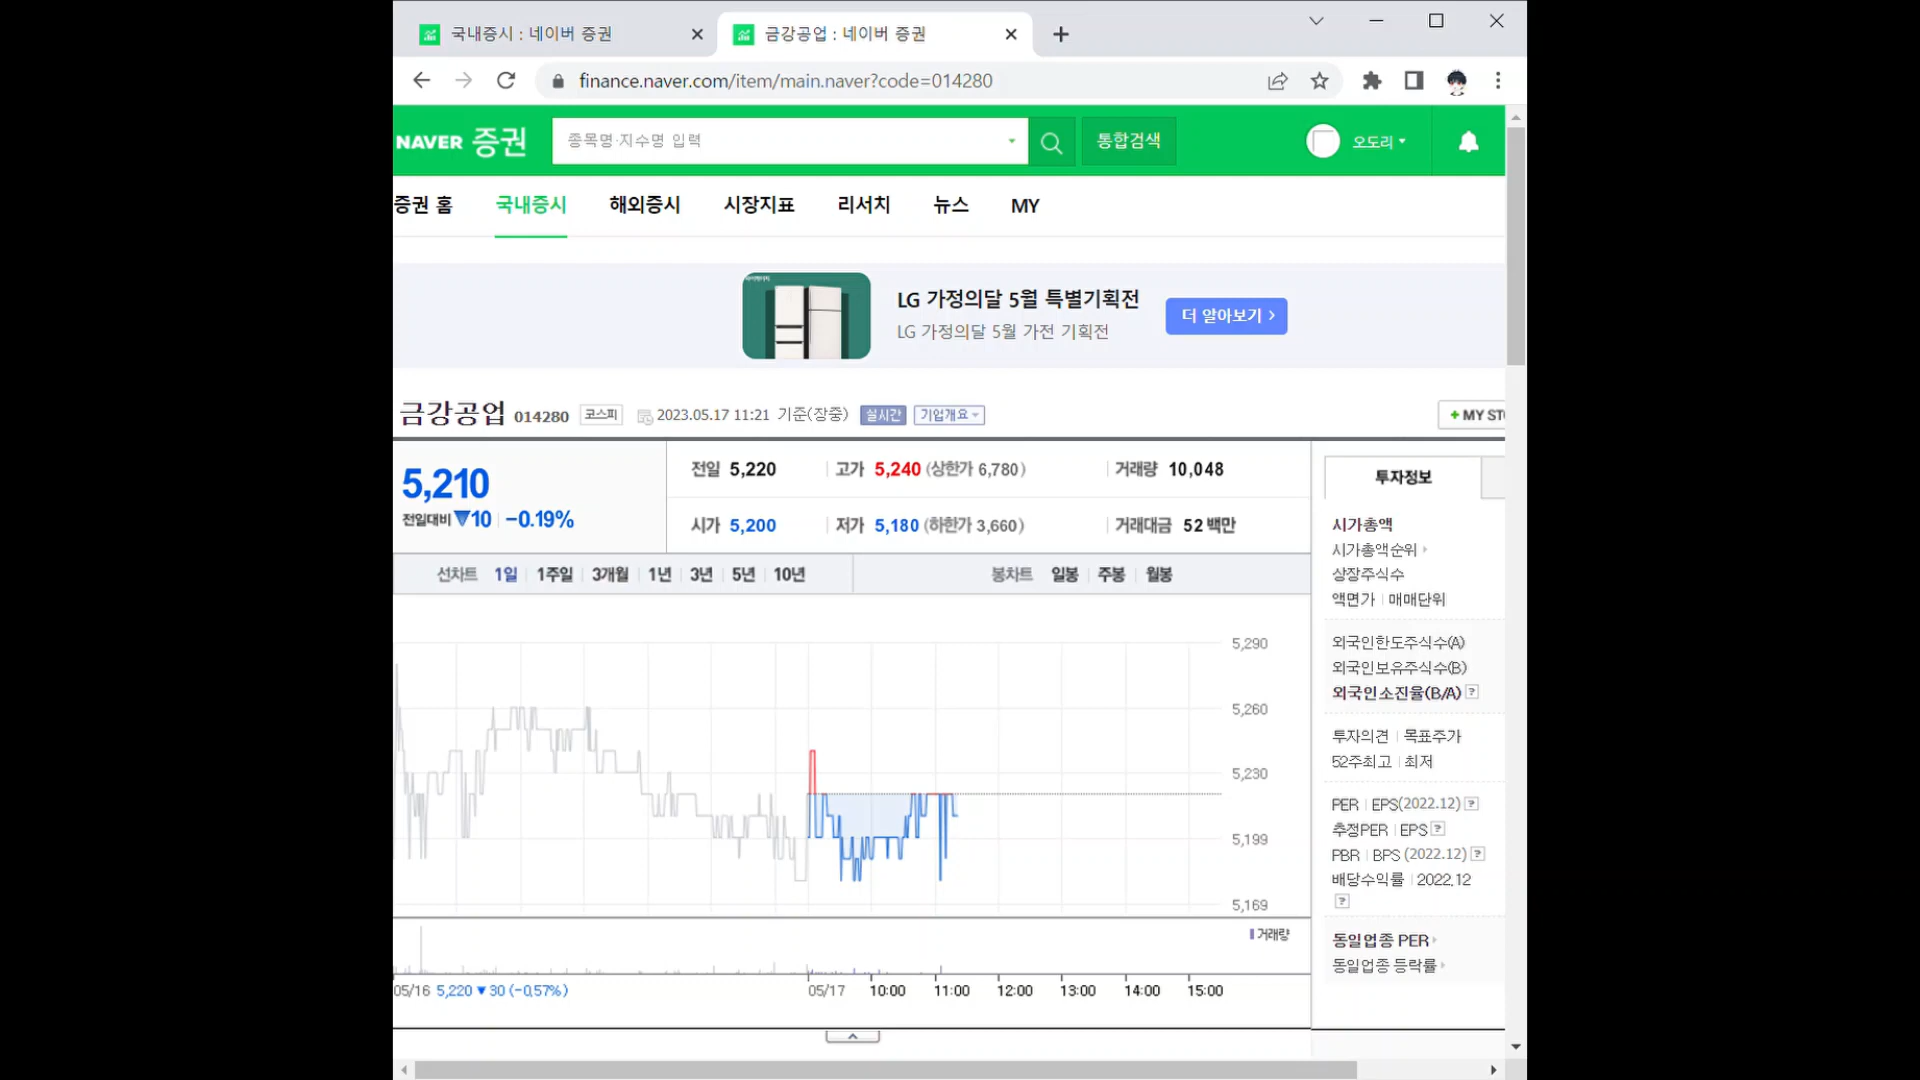 국내증시 : 네이버 증권
금강공업 : 네이버 증권
finance.naver.com/item/main.naver?code=014280
NAVER 증권
종목명·지수명 입력
통합검색
오도리
증권 홈 국내증시 해외증시 시장지표 리서치 뉴스 MY
LG 가정의달 5월 특별기획전
LG 가정의달 5월 가전 기획전
더 알아보기
금강공업 014280 코스피 2023.05.17 11:21 기준(장중) 실시간 기업개요
+ MY ST
5,210
전일대비 ▼10 -0.19%
전일 5,220 고가 5,240 (상한가 6,780) 거래량 10,048
시가 5,200 저가 5,180 (하한가 3,660) 거래대금 52 백만
선차트 1일 1주일 3개월 1년 3년 5년 10년 봉차트 일봉 주봉 월봉
5,290
5,260
5,230
5,199
5,169
거래량
05/16 5,220 ▼ 30 (-0.57%) 05/17 10:00 11:00 12:00 13:00 14:00 15:00
투자정보
시가총액
시가총액순위
상장주식수
액면가 | 매매단위
외국인한도주식수(A)
외국인보유주식수(B)
외국인소진율(B/A) ?
투자의견 | 목표주가
52주최고 | 최저
PER | EPS(2022.12) ?
추정PER | EPS ?
PBR | BPS (2022.12) ?
배당수익률 | 2022.12
?
동일업종 PER
동일업종 등락률